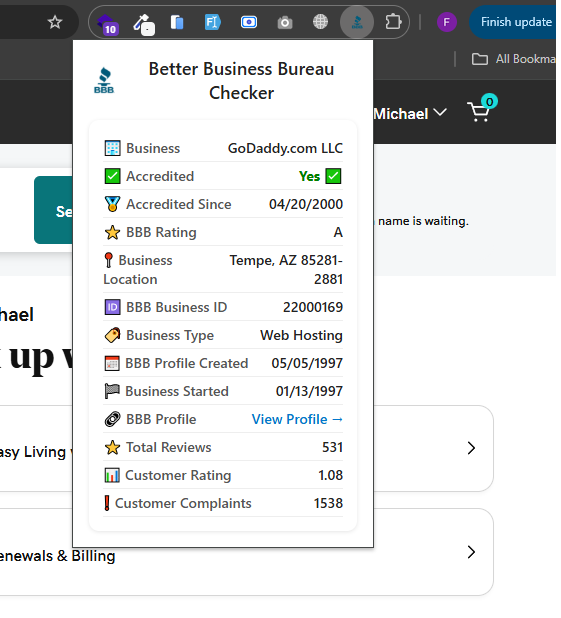 10
F
Finish update
All Bookma
BBB
Better Business Bureau
Checker
Michael
0
Business GoDaddy.com LLC
Accredited Yes
Se
Accredited Since 04/20/2000
name is waiting.
BBB Rating A
Business
Location
Tempe, AZ 85281-
2881
ID BBB Business ID 22000169
hael
Business Type Web Hosting
up w
BBB Profile Created 05/05/1997
Business Started 01/13/1997
BBB Profile View Profile →
Total Reviews 531
asy Living
Customer Rating 1.08
Customer Complaints 1538
enewals & Billing